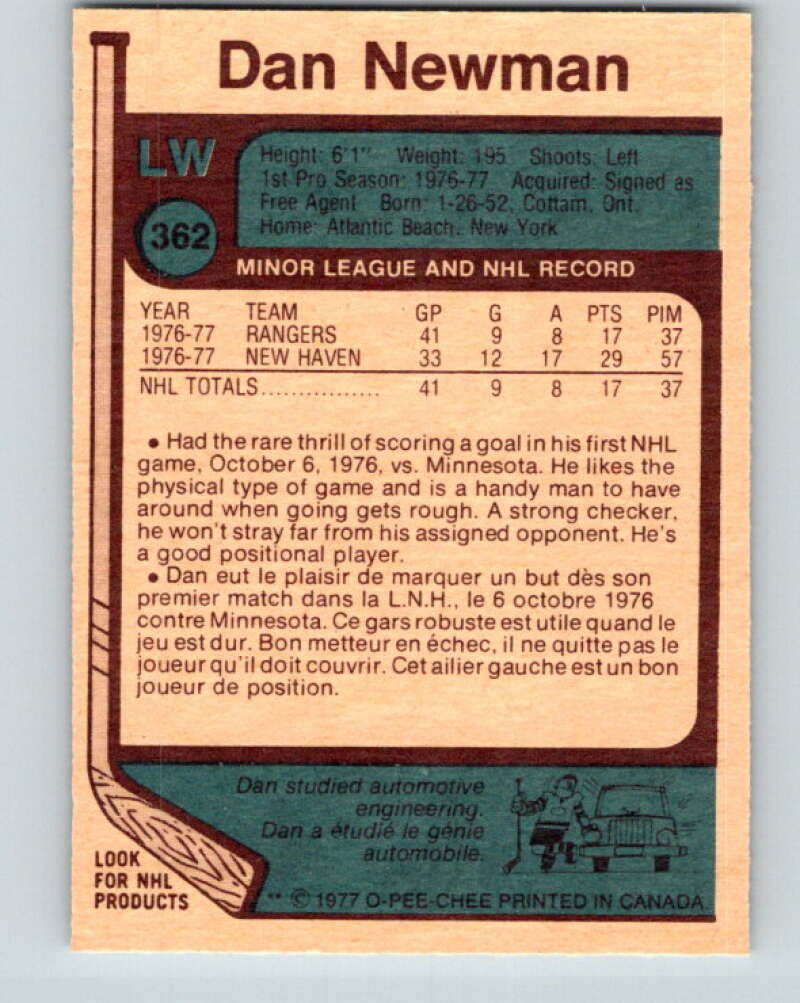 Dan Newman
LW
362
Height: 6'1" Weight: 195 Shoots: Left
1st Pro Season: 1976-77 Acquired: Signed as
Free Agent Born: 1-26-52, Cottam, Ont.
Home: Atlantic Beach, New York
MINOR LEAGUE AND NHL RECORD
YEAR TEAM GP G A PTS PIM
1976-77 RANGERS 41 9 8 17 37
1976-77 NEW HAVEN 33 12 17 29 57
NHL TOTALS................ 41 9 8 17 37
• Had the rare thrill of scoring a goal in his first NHL
game, October 6, 1976, vs. Minnesota. He likes the
physical type of game and is a handy man to have
around when going gets rough. A strong checker,
he won't stray far from his assigned opponent. He's
a good positional player.
• Dan eut le plaisir de marquer un but dès son
premier match dans la L.N.H., le 6 octobre 1976
contre Minnesota. Ce gars robuste est utile quand le
jeu est dur. Bon metteur en échec, il ne quitte pas le
joueur qu'il doit couvrir. Cet ailier gauche est un bon
joueur de position.
Dan studied automotive
engineering.
Dan a étudié le génie
automobile.
LOOK
FOR NHL
PRODUCTS
** © 1977 O-PEE-CHEE PRINTED IN CANADA.